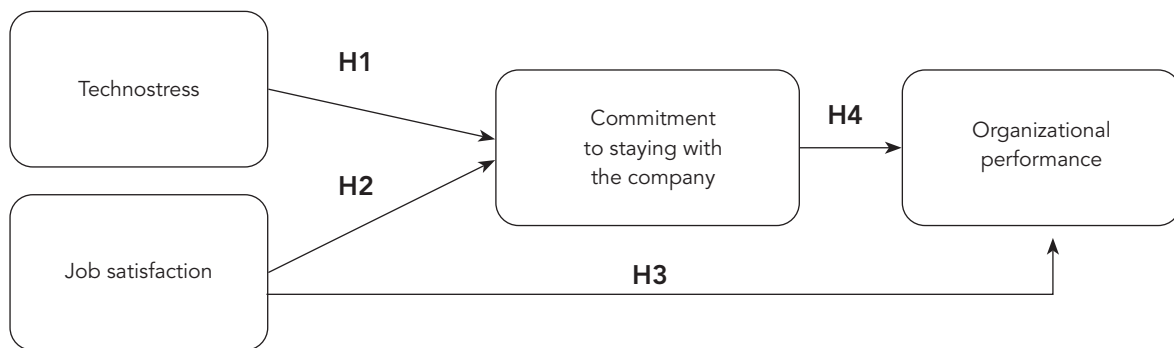 Technostress
H1
Commitment
to staying with
the company
H4
Organizational
performance
H2
Job satisfaction
H3